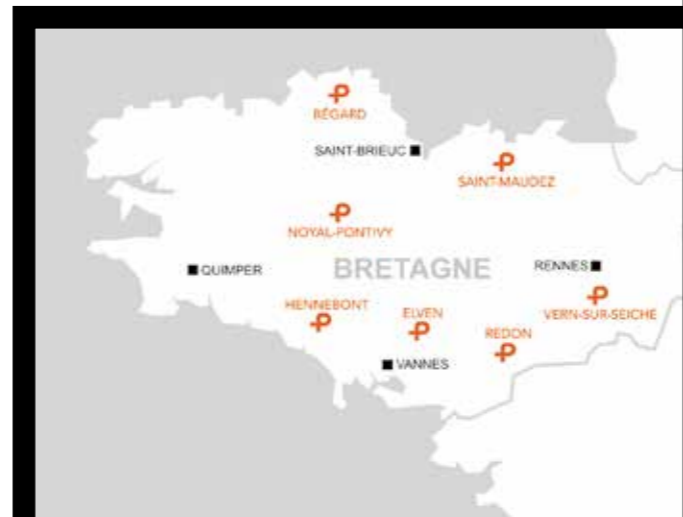 BÉGARD
SAINT-BRIEUC
SAINT-MAUDEZ
NOYAL-PONTIVY
BRETAGNE
QUIMPER
RENNES
HENNEBONT
ELVEN
VERN-SUR-SEICHE
REDON
VANNES